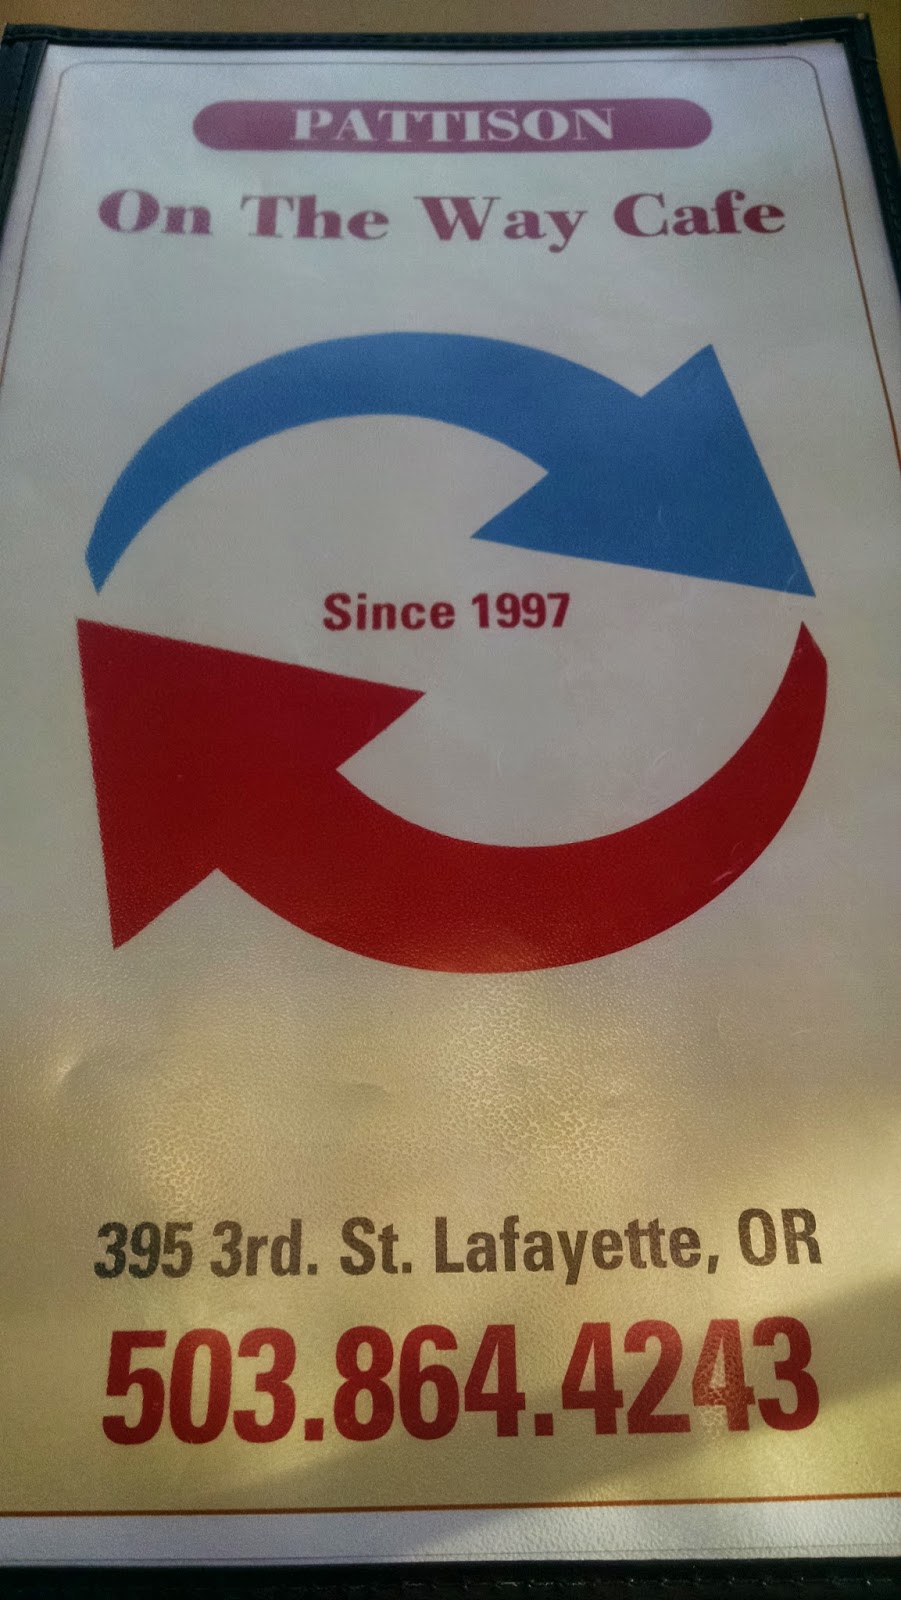 PATTISON
On The Way Cafe
Since 1997
395 3rd. St. Lafayette, OR
503.864.4243